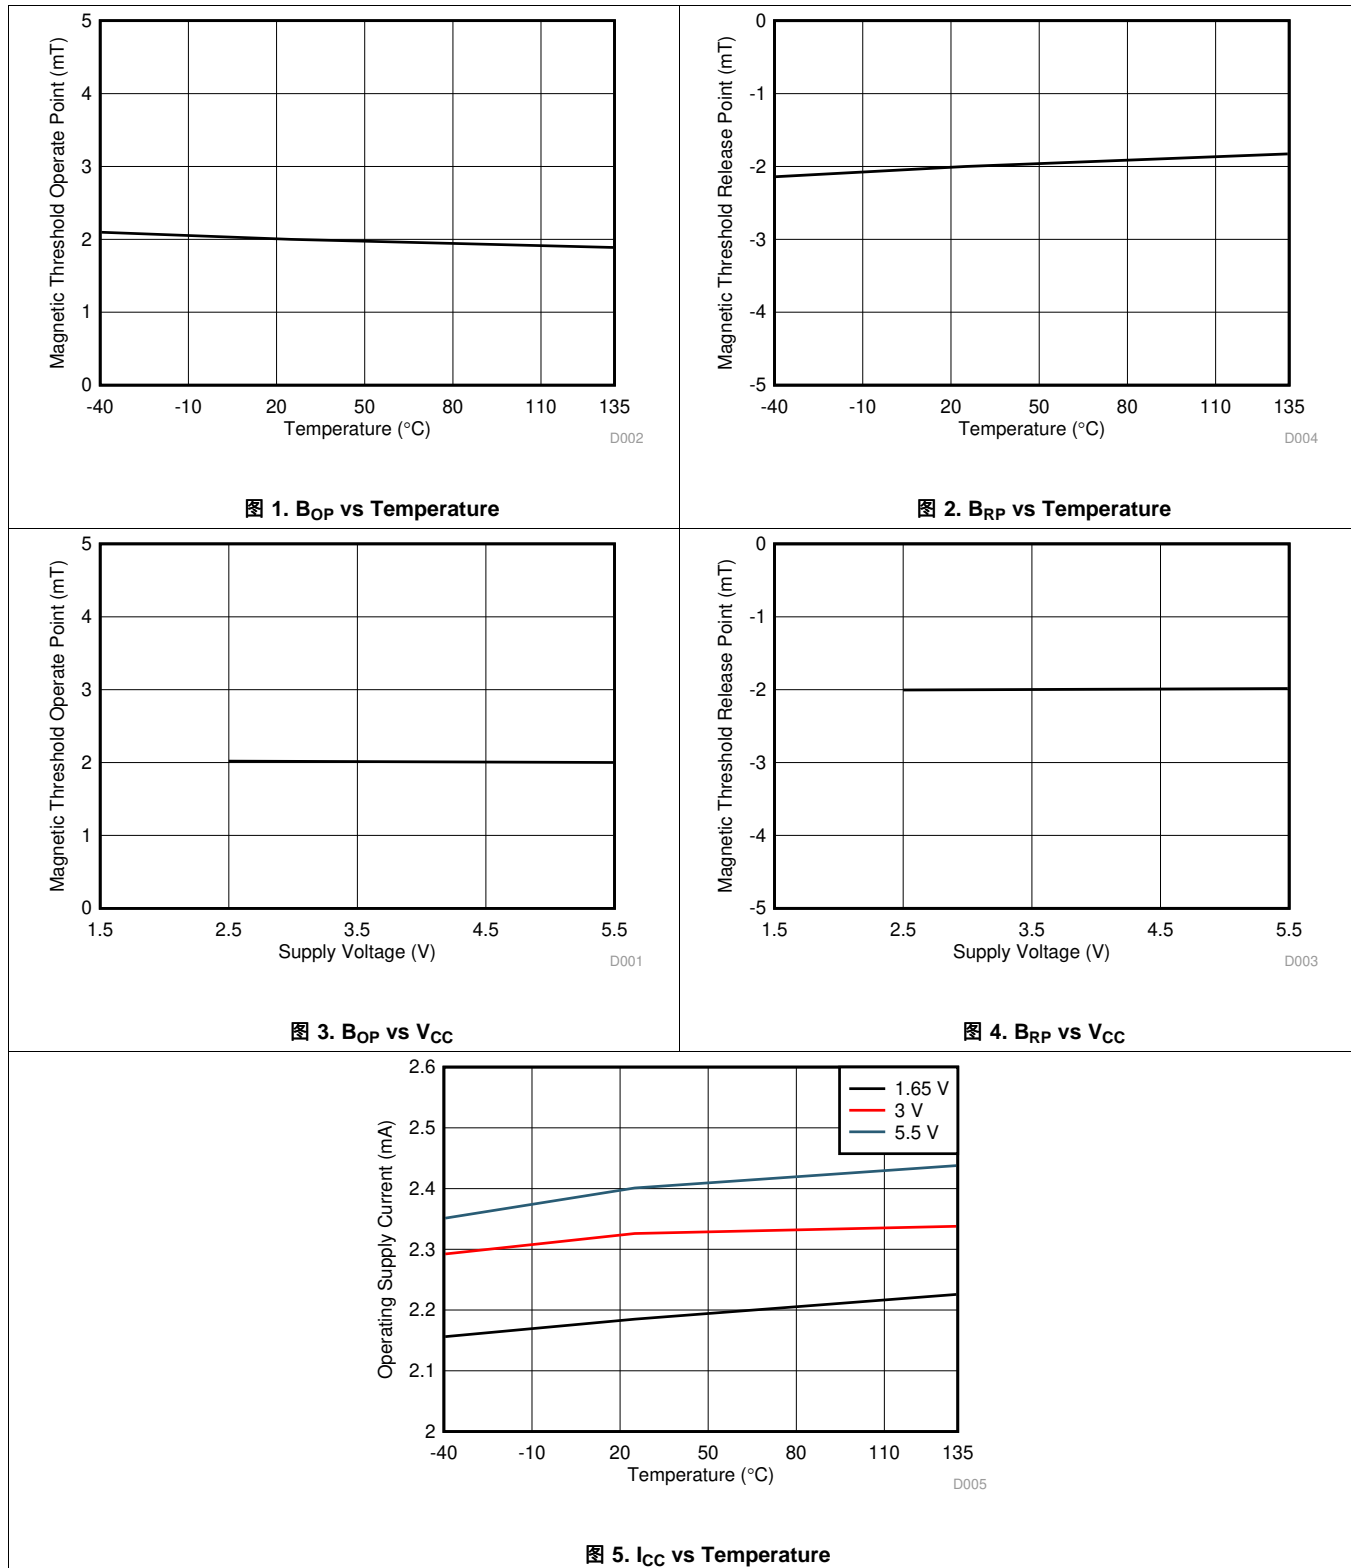 5
4
3
2
1
0
Magnetic Threshold Operate Point (mT)
-40 -10 20 50 80 110 135
Temperature (°C)
D002
图 1. BOP vs Temperature
0
-1
-2
-3
-4
-5
Magnetic Threshold Release Point (mT)
-40 -10 20 50 80 110 135
Temperature (°C)
D004
图 2. BRP vs Temperature
5
4
3
2
1
0
Magnetic Threshold Operate Point (mT)
1.5 2.5 3.5 4.5 5.5
Supply Voltage (V)
D001
图 3. BOP vs VCC
0
-1
-2
-3
-4
-5
Magnetic Threshold Release Point (mT)
1.5 2.5 3.5 4.5 5.5
Supply Voltage (V)
D003
图 4. BRP vs VCC
2.6
2.5
2.4
2.3
2.2
2.1
2
Operating Supply Current (mA)
1.65 V
3 V
5.5 V
-40 -10 20 50 80 110 135
Temperature (°C)
D005
图 5. ICC vs Temperature